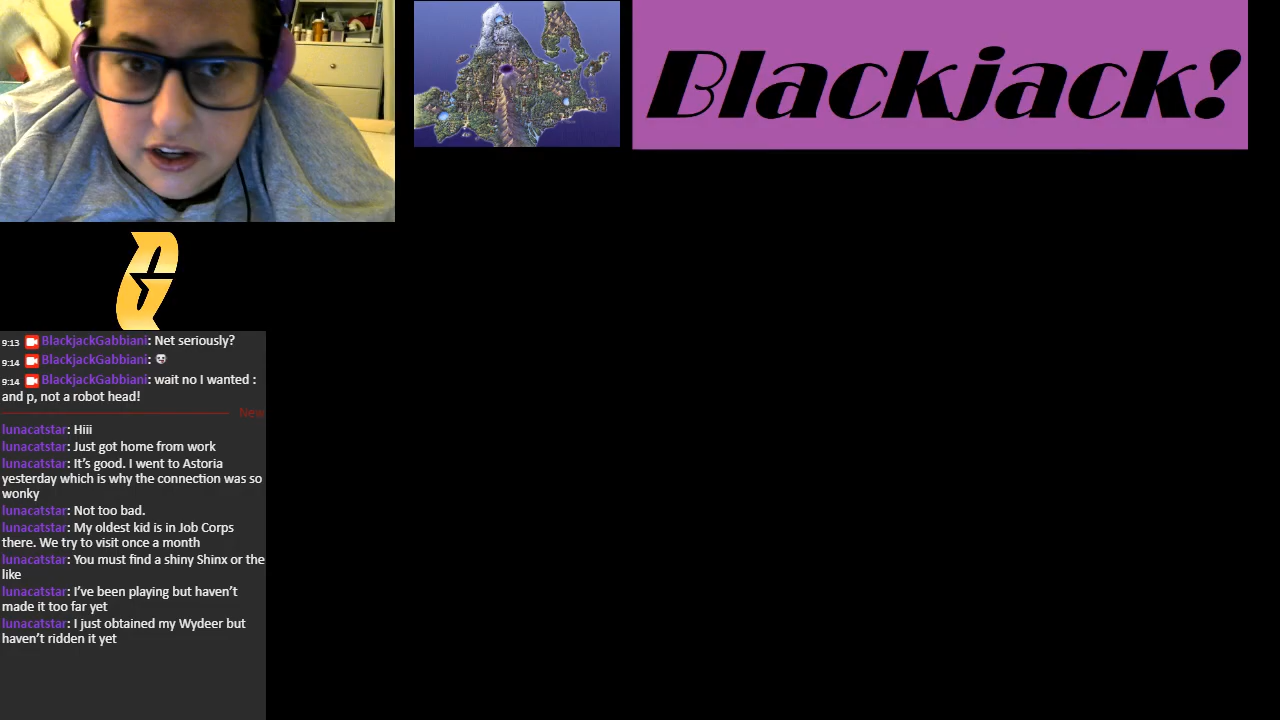 Blackjack!
9:13 BlackjackGabbiani: Net seriously?
9:14 BlackjackGabbiani:
9:14 BlackjackGabbiani: wait no I wanted :
and p, not a robot head!
New
lunacatstar: Hiii
lunacatstar: Just got home from work
lunacatstar: It’s good. I went to Astoria
yesterday which is why the connection was so
wonky
lunacatstar: Not too bad.
lunacatstar: My oldest kid is in Job Corps
there. We try to visit once a month
lunacatstar: You must find a shiny Shinx or the
like
lunacatstar: I’ve been playing but haven’t
made it too far yet
lunacatstar: I just obtained my Wydeer but
haven’t ridden it yet